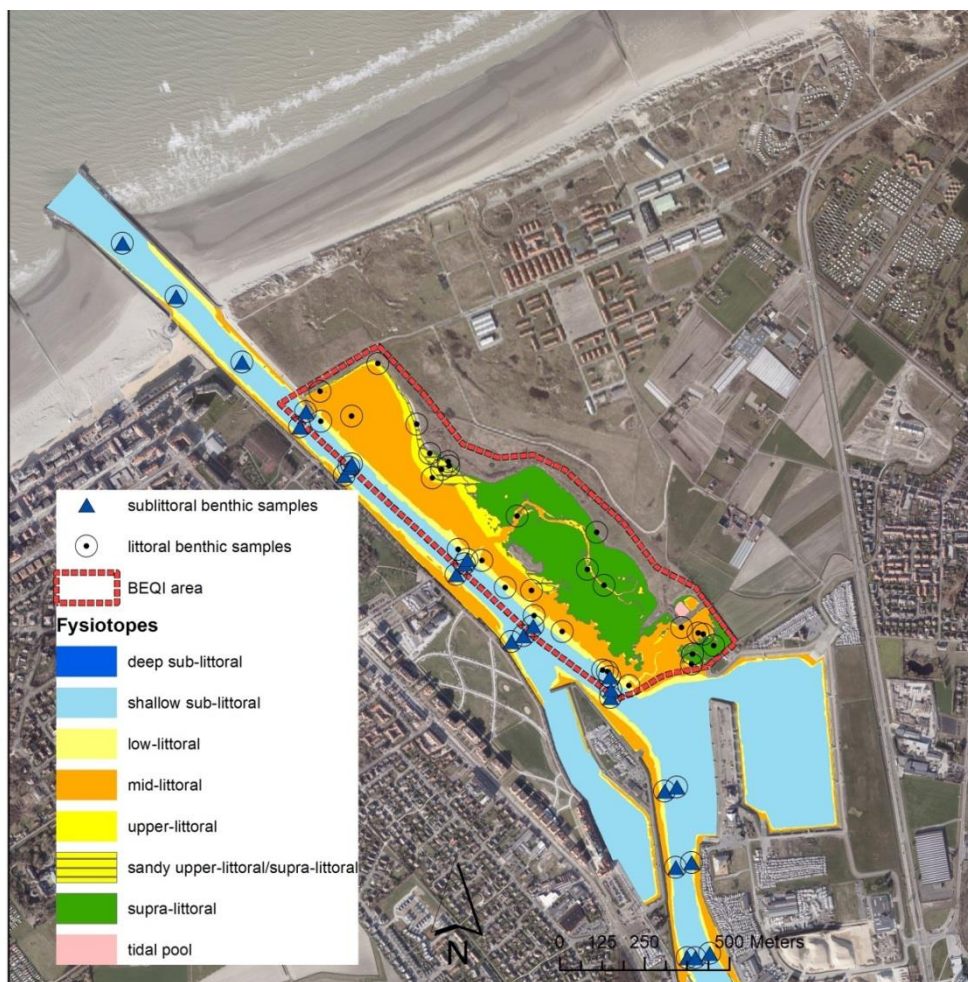 sublittoral benthic samples
littoral benthic samples
BEQI area
Fysiotopes
deep sub-littoral
shallow sub-littoral
low-littoral
mid-littoral
upper-littoral
sandy upper-littoral/supra-littoral
supra-littoral
tidal pool
N
0 125 250 500 Meters